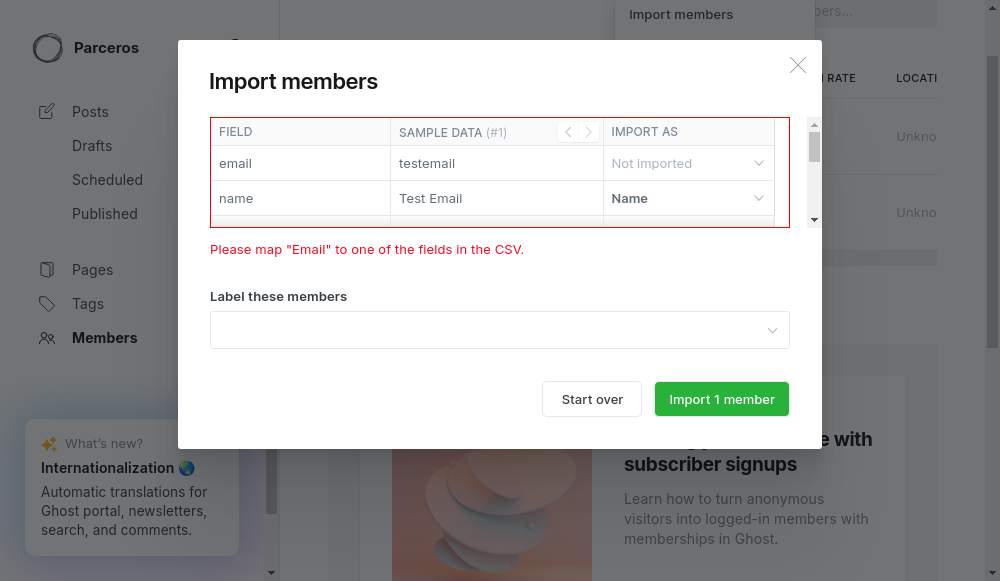 Import members
bers...
Parceros
Import members
RATE
LOCATI
FIELD
SAMPLE DATA (#1)
IMPORT AS
Posts
Unkno
email
testemail
Not imported
Drafts
Scheduled
name
Test Email
Name
Published
Unkno
Please map "Email" to one of the fields in the CSV.
Pages
Label these members
Tags
Members
Start over
Import 1 member
What's new?
Internationalization
Automatic translations for
Ghost portal, newsletters,
search, and comments.
e with
subscriber signups
Learn how to turn anonymous
visitors into logged-in members with
memberships in Ghost.